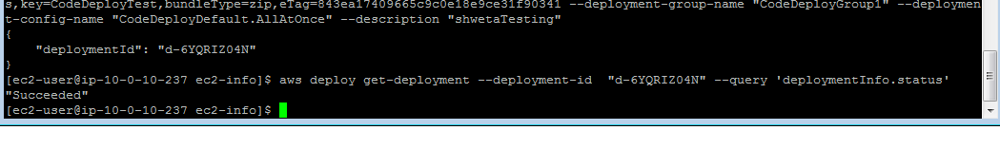 s,key=CodeDeployTest,bundleType=zip,eTag=843ea17409665c9c0e18e9ce31f90341 --deployment-group-name "CodeDeployGroup1" --deploymen
t-config-name "CodeDeployDefault.AllAtOnce" --description "shwetaTesting"
{
    "deploymentId": "d-6YQRIZ04N"
}
[ec2-user@ip-10-0-10-237 ec2-info]$ aws deploy get-deployment --deployment-id  "d-6YQRIZ04N" --query 'deploymentInfo.status'
"Succeeded"
[ec2-user@ip-10-0-10-237 ec2-info]$